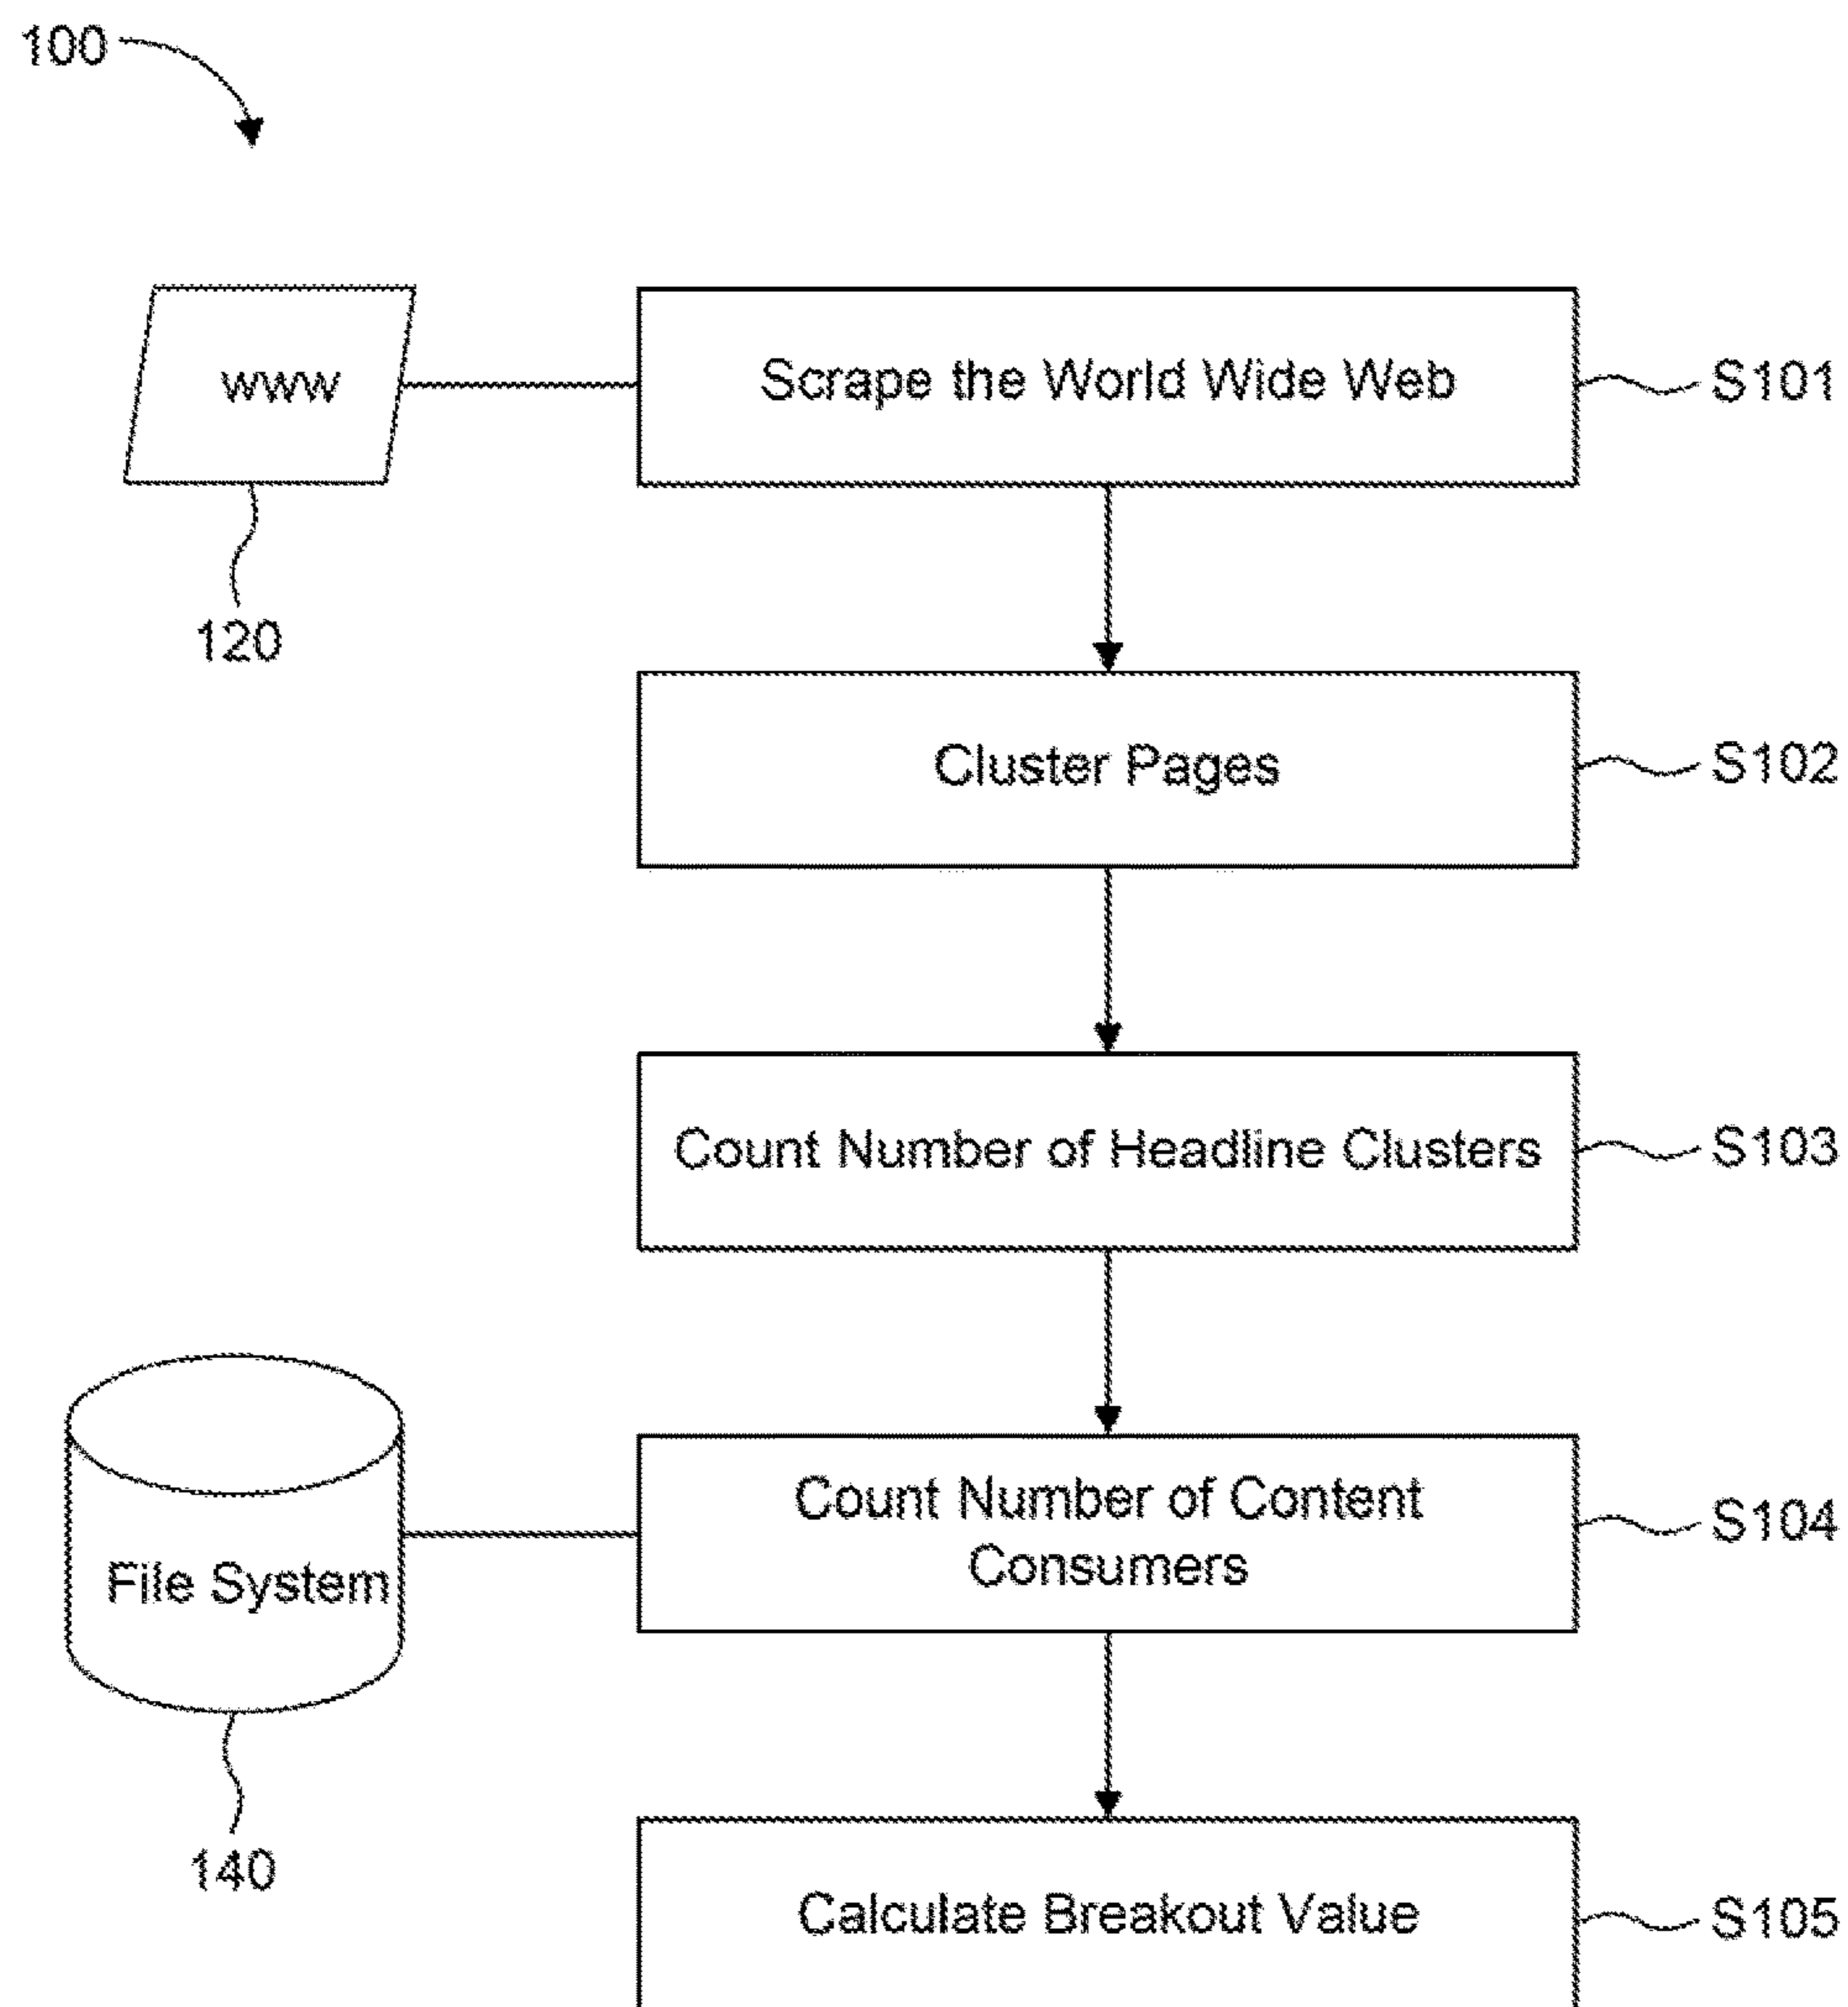 100
www
Scrape the World Wide Web
S101
120
Cluster Pages
S102
Count Number of Headline Clusters
S103
Count Number of Content
Consumers
S104
File System
140
Calculate Breakout Value
S105